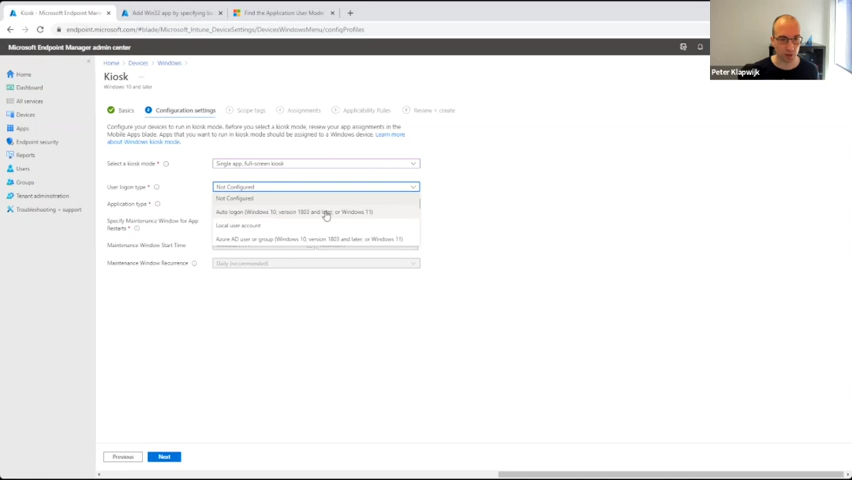 Kiosk - Microsoft Endpoint Man
Add Win32 app by specifying loc
Find the Application User Mode
endpoint.microsoft.com/#blade/Microsoft_Intune_DeviceSettings/DevicesWindowsMenu/configProfiles
Microsoft Endpoint Manager admin center
Peter Klapwijk
Home
Dashboard
All services
Devices
Apps
Endpoint security
Reports
Users
Groups
Tenant administration
Troubleshooting + support
Home > Devices > Windows >
Kiosk ...
Windows 10 and later
Basics
2 Configuration settings
3 Scope tags
4 Assignments
5 Applicability Rules
6 Review + create
Configure your devices to run in kiosk mode. Before you select a kiosk mode, review your app assignments in the
Mobile Apps blade. Apps that you want to run in kiosk mode should be assigned to a Windows device. Learn more
about Windows kiosk mode.
Select a kiosk mode *
Single app, full-screen kiosk
User logon type *
Not Configured
Not Configured
Application type *
Auto logon (Windows 10, version 1803 and later, or Windows 11)
Specify Maintenance Window for App
Restarts *
Local user account
Azure AD user or group (Windows 10, version 1803 and later, or Windows 11)
Maintenance Window Start Time
Maintenance Window Recurrence
Daily (recommended)
Previous
Next